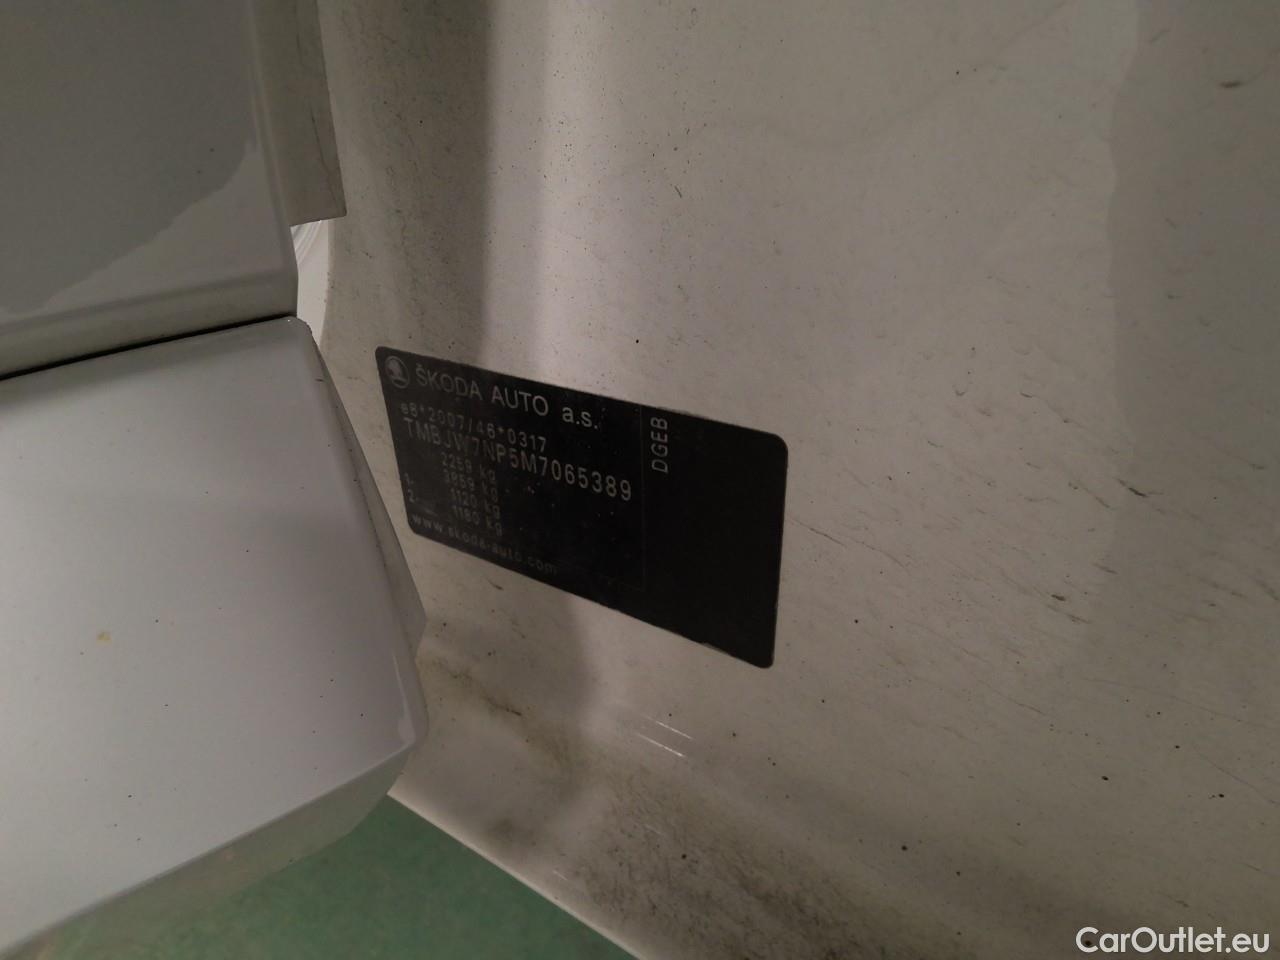 ŠKODA AUTO a.s.
e8*2007/46*0317
TMBJW7NP5M7065389
2259 kg
3859 kg
1. 1120 kg
2. 1180 kg
www.skoda-auto.com
DGEB
CarOutlet.eu